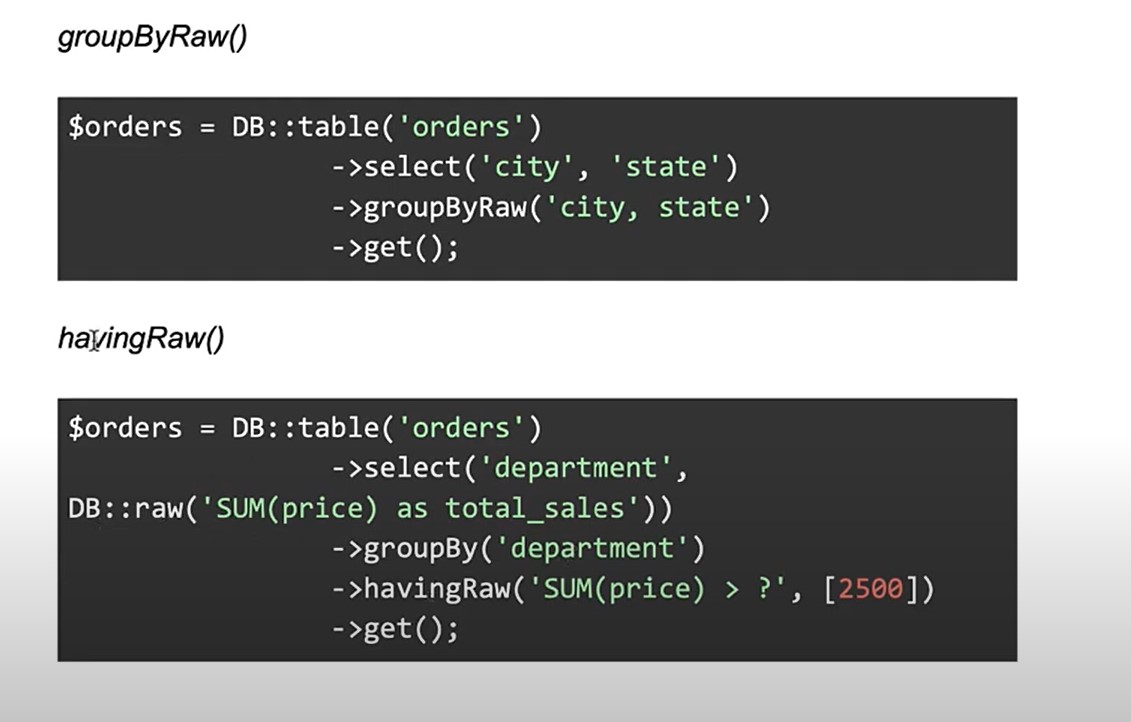 groupByRaw()
$orders = DB::table('orders')
->select('city', 'state')
->groupByRaw('city, state')
->get();
havingRaw()
$orders = DB::table('orders')
->select('department',
DB::raw('SUM(price) as total_sales'))
->groupBy('department')
->havingRaw('SUM(price) > ?', [2500])
->get();